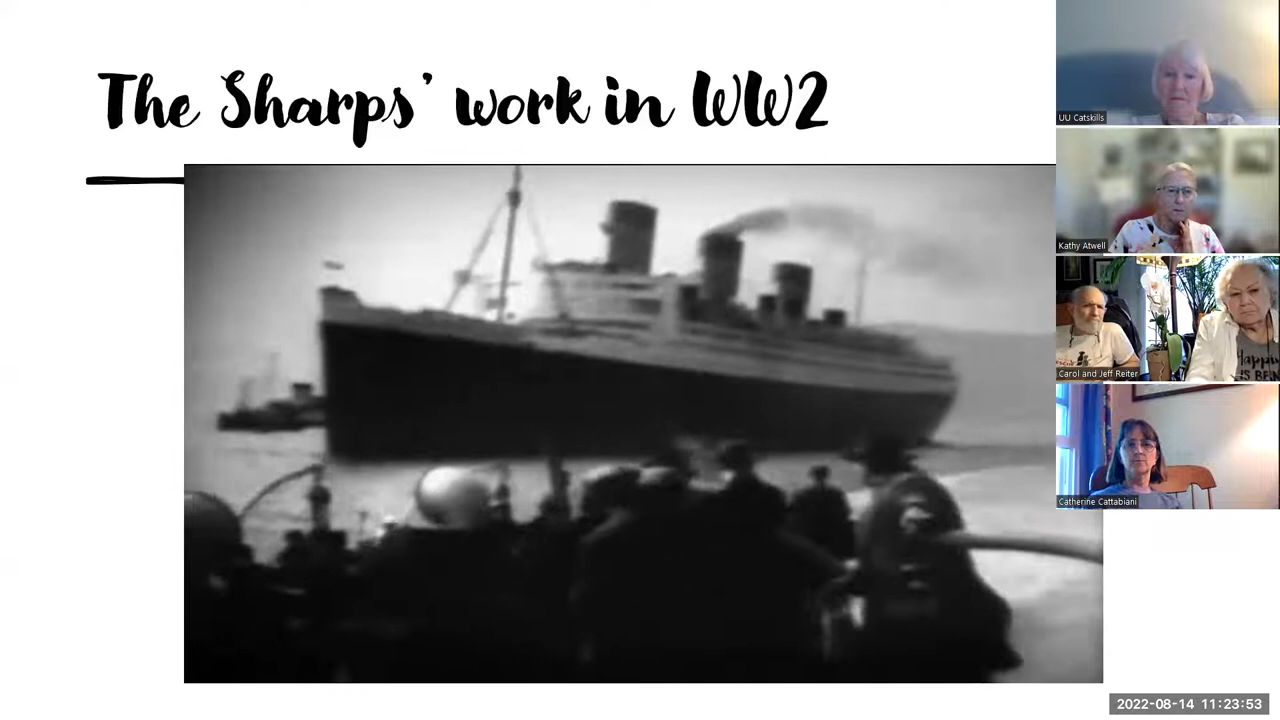 The Sharps' work in WW2
UU Catskills
Kathy Atwell
Carol and Jeff Reiter
Catherine Cattabiani
2022-08-14 11:23:53